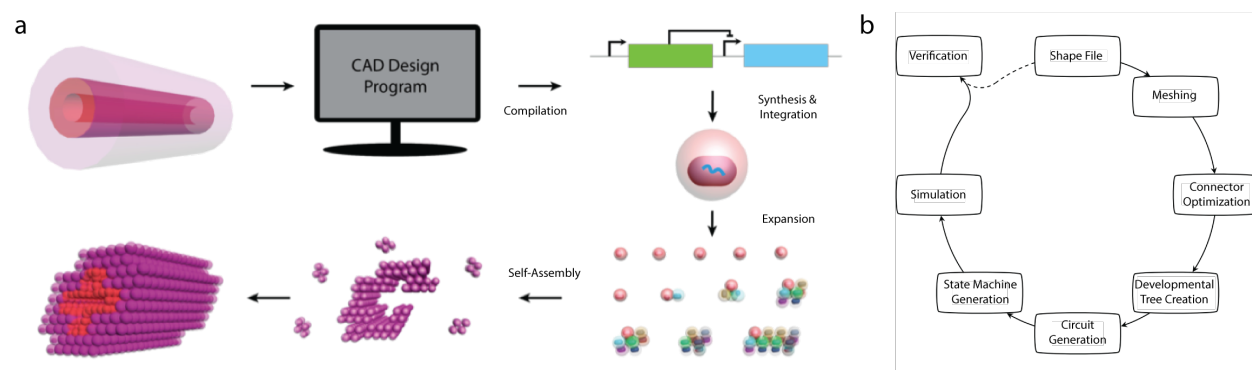 a
CAD Design
Program
Compilation
Synthesis &
Integration
Expansion
Self-Assembly
b
Verification
Shape File
Meshing
Simulation
Connector
Optimization
State Machine
Generation
Developmental
Tree Creation
Circuit
Generation